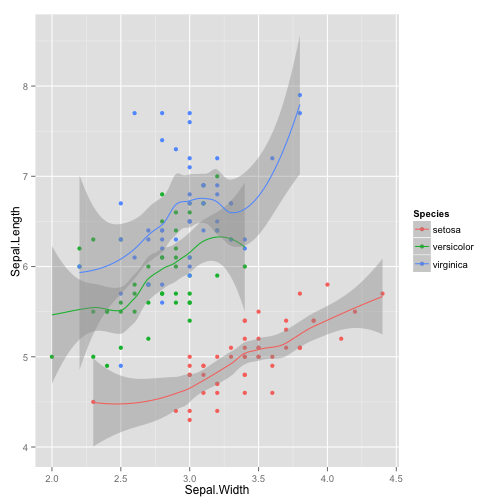 8
7
6
5
4
Sepal.Length
2.0 2.5 3.0 3.5 4.0 4.5
Sepal.Width
Species
setosa
versicolor
virginica